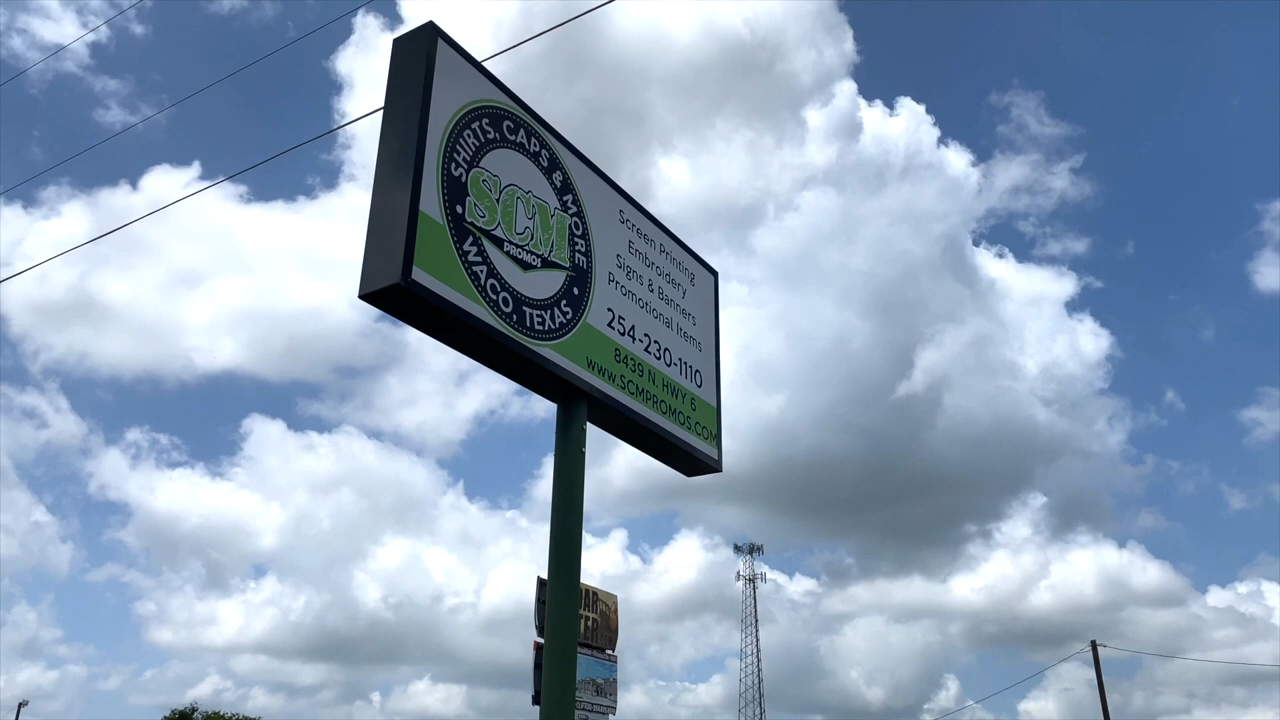 SHIRTS, CAPS & MORE
SCM
PROMOS
WACO, TEXAS
Screen Printing
Embroidery
Signs & Banners
Promotional Items
254-230-1110
8439 N. HWY 6
www.SCMPROMOS.COM